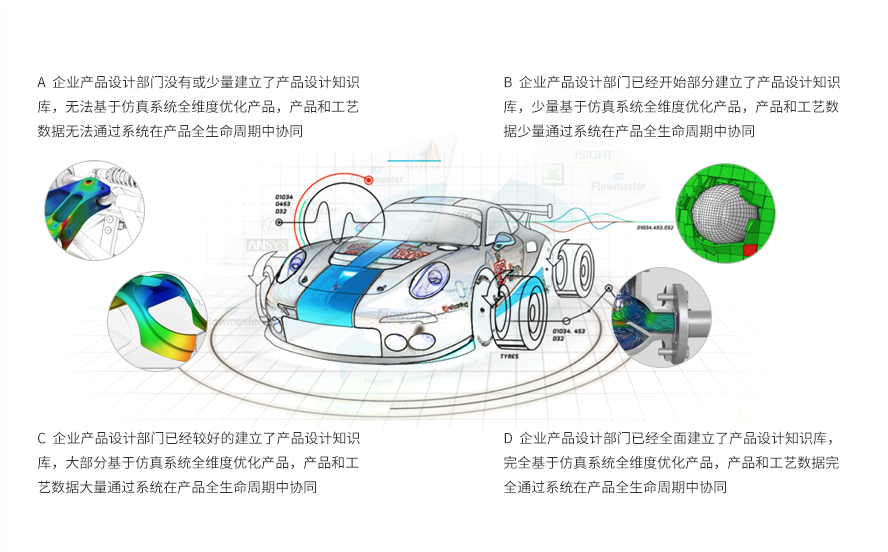 A 企业产品设计部门没有或少量建立了产品设计知识
库，无法基于仿真系统全维度优化产品，产品和工艺
数据无法通过系统在产品全生命周期中协同
B 企业产品设计部门已经开始部分建立了产品设计知识
库，少量基于仿真系统全维度优化产品，产品和工艺数
据少量通过系统在产品全生命周期中协同
iSIGHT
Flowmaster
master
01034
0463
032
01034.463.032
ANSYS
Flowmaster
Flowmaster
01034. 453
032
TYRES
C 企业产品设计部门已经较好的建立了产品设计知识
库，大部分基于仿真系统全维度优化产品，产品和工
艺数据大量通过系统在产品全生命周期中协同
D 企业产品设计部门已经全面建立了产品设计知识库，
完全基于仿真系统全维度优化产品，产品和工艺数据完
全通过系统在产品全生命周期中协同